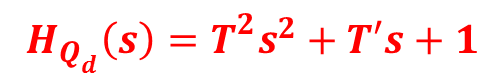 $H_{Q_d}(s) = T^2 s^2 + T's + 1$